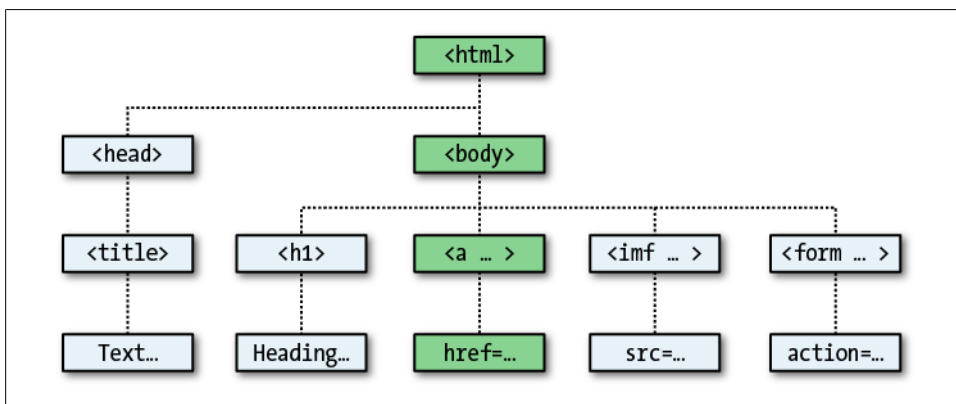 <html>
<head>
<body>
<title>
<h1>
<a … >
<imf … >
<form … >
Text…
Heading…
href=…
src=…
action=…